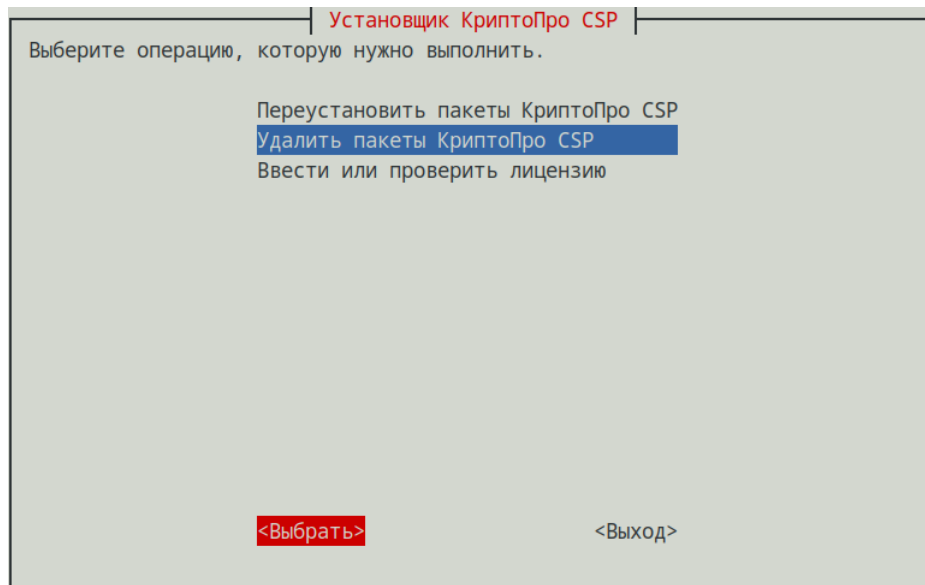 Установщик КриптоПро CSP
Выберите операцию, которую нужно выполнить.
Переустановить пакеты КриптоПро CSP
Удалить пакеты КриптоПро CSP
Ввести или проверить лицензию
<Выбрать> <Выход>